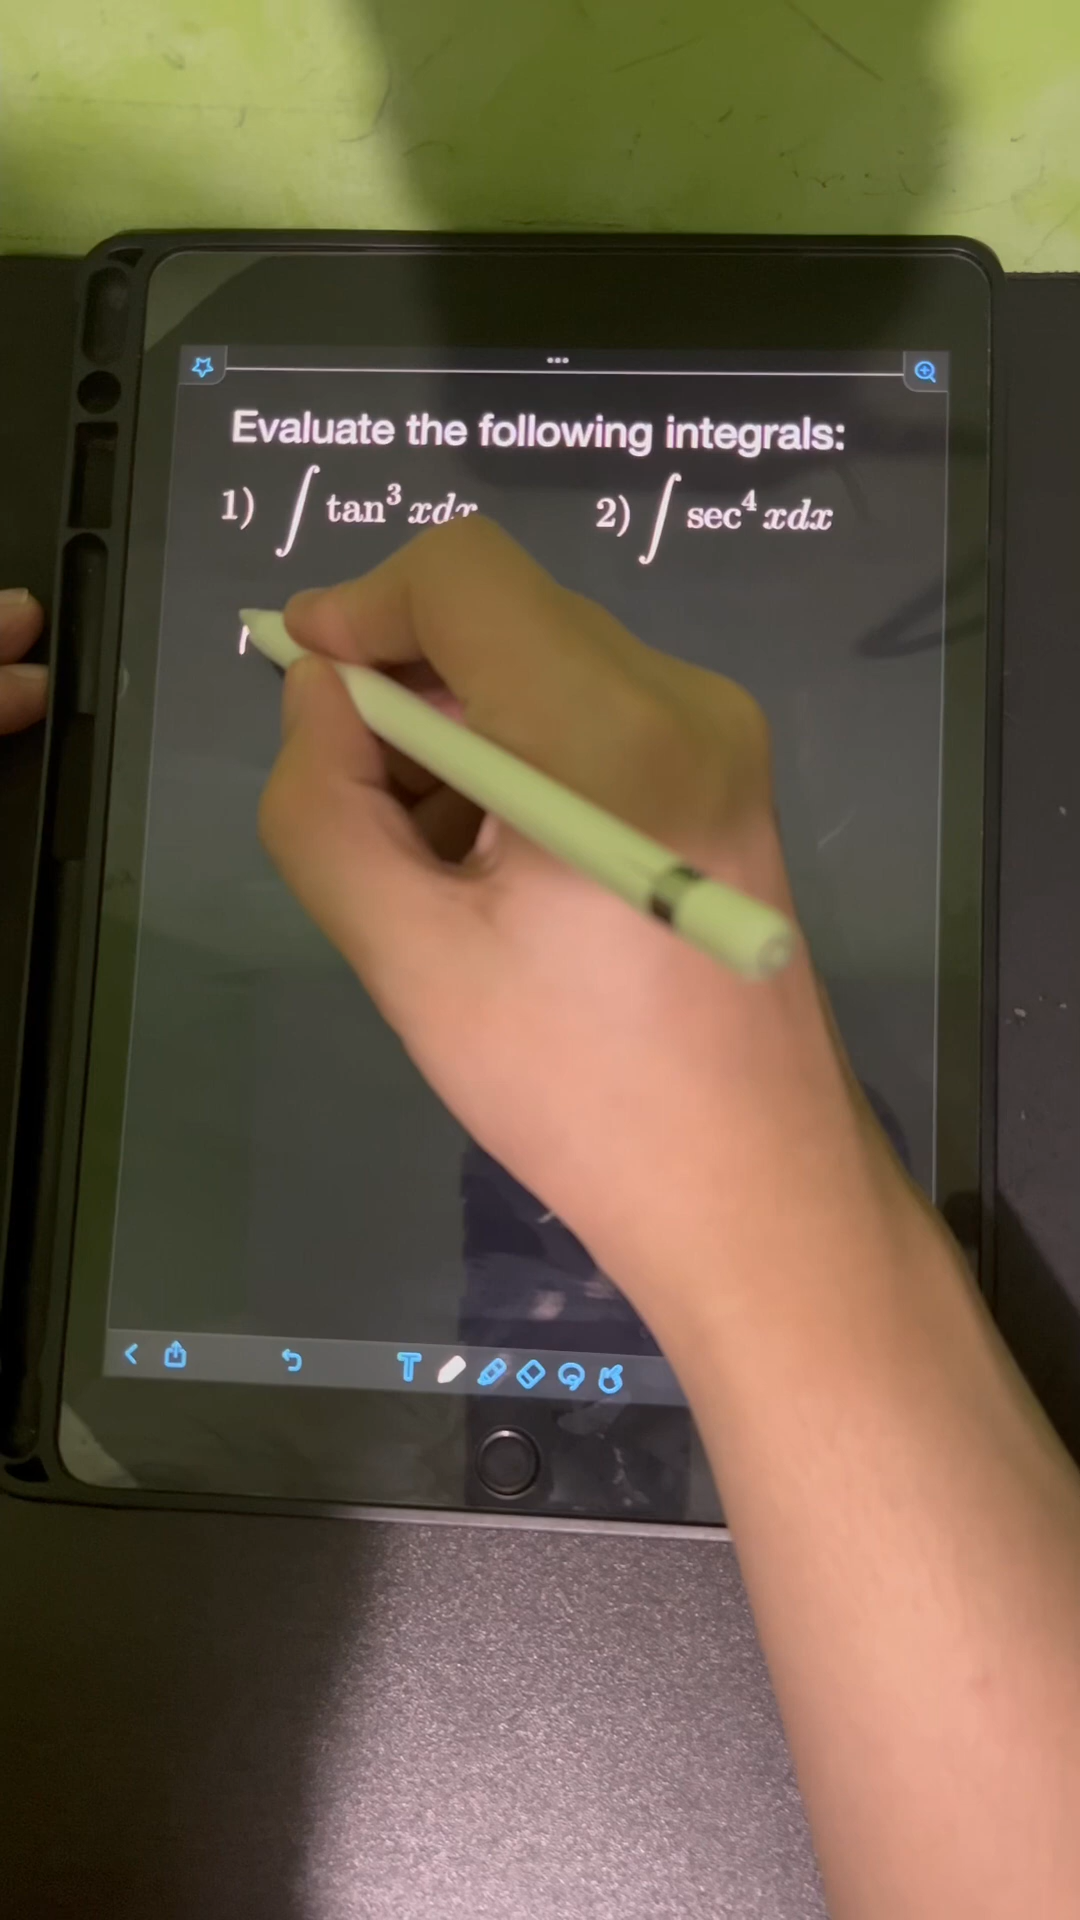 Evaluate the following integrals:
1) ∫ tan³ xdx 2) ∫ sec⁴ xdx